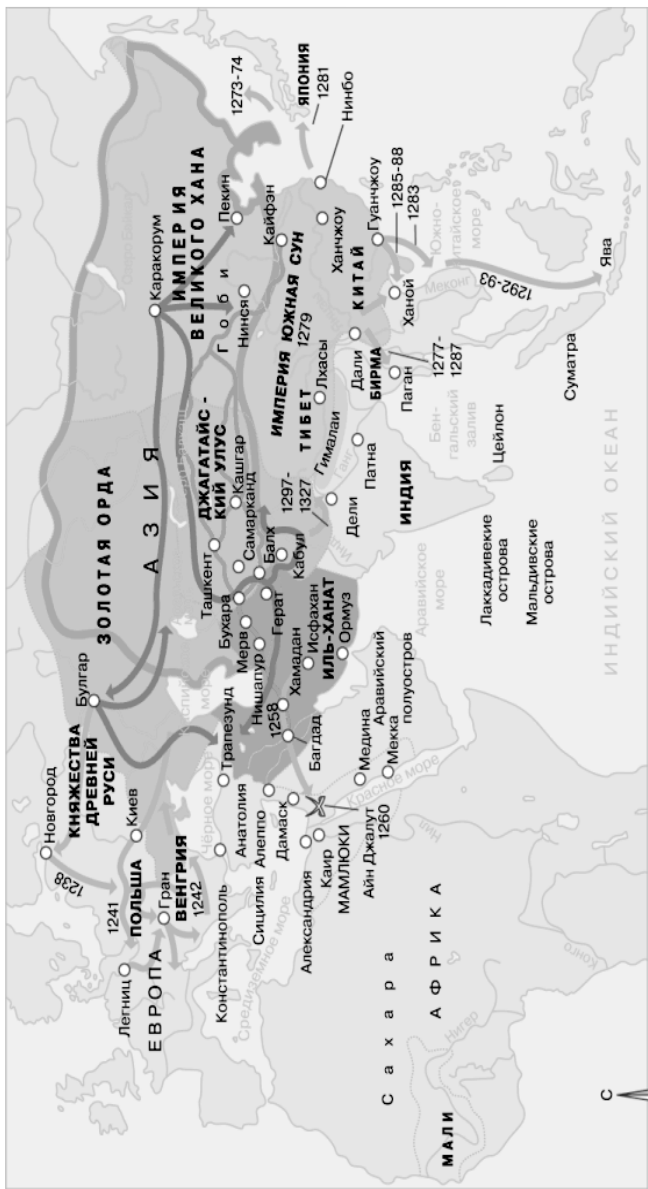 Новгород
1238
КНЯЖЕСТВА
ДРЕВНЕЙ
РУСИ
Булгар
ЗОЛОТАЯ ОРДА
АЗИЯ
Каракорум
ИМПЕРИЯ
ВЕЛИКОГО ХАНА
1273-74
ЯПОНИЯ
1281
Нинбо
Пекин
Кайфэн
Гоби
Нинся
Легниц
ЕВРОПА
1241
ПОЛЬША
Киев
Гран
ВЕНГРИЯ
1242
Чёрное море
море
Константинополь
Трапезунд
Анатолия
Сицилия
Алеппо
Дамаск
Средиземное море
Александрия
Каир
МАМЛЮКИ
Айн Джалут
1260
Ташкент
Бухара
Мерв
Нишапур
1258
Самарканд
Балх
Герат
Кабул
Хамадан
Исфахан
ИЛЬ-ХАНАТ
Ормуз
Багдад
ДЖАГАТАЙС-
КИЙ УЛУС
Кашгар
1297-
1327
ИМПЕРИЯ ЮЖНАЯ СУН
1279
ТИБЕТ
Лхасы
Гималаи
Ганг
Инд
Дели
Патна
ИНДИЯ
Ханчжоу
Гуанчжоу
КИТАЙ
1285-88
1283
Ханой
Дали
БИРМА
Паган
1277-
1287
Южно-
китайское
море
Меконг
1292-93
Ява
Суматра
Бен-
гальский
залив
Цейлон
Лаккадивекие
острова
Мальдивские
острова
ИНДИЙСКИЙ ОКЕАН
Аравийское
море
Медина
Мекка
Аравийский
полуостров
Красное море
Нил
Сахара
АФРИКА
Нигер
Конго
МАЛИ
С